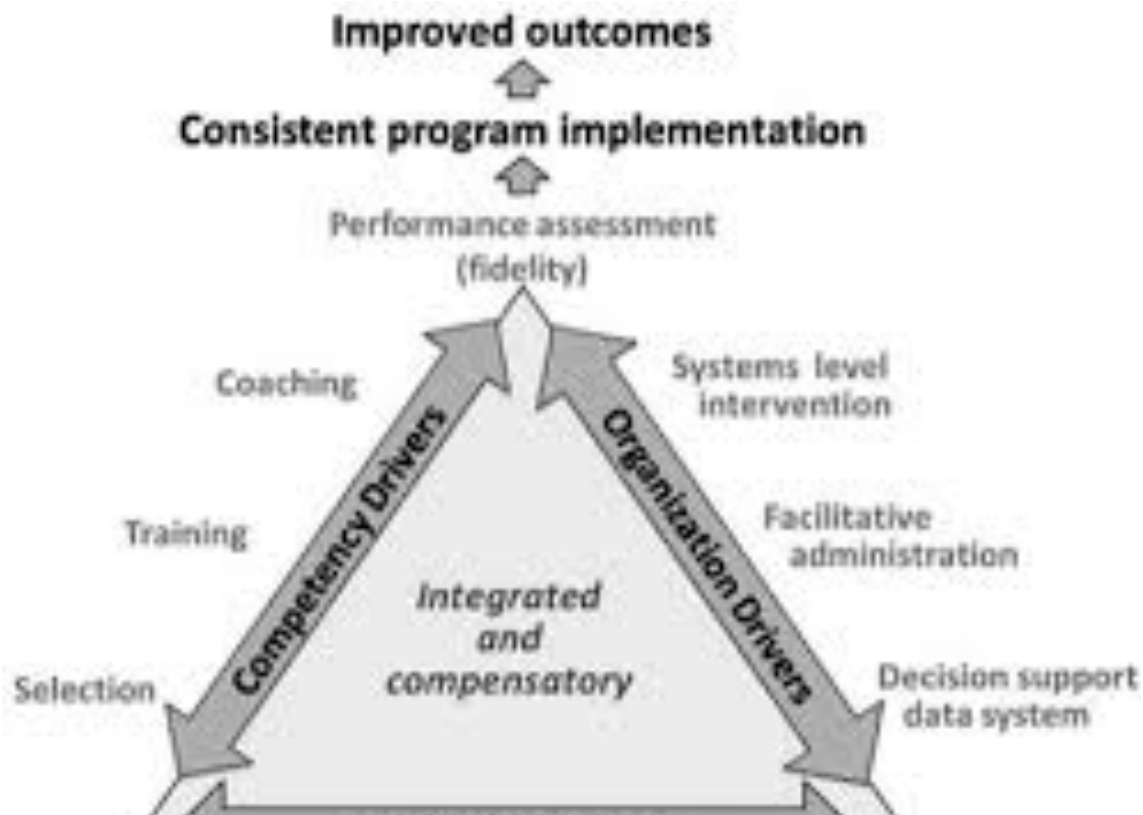 Improved outcomes
Consistent program implementation
Performance assessment
(fidelity)
Coaching
Systems level
intervention
Competency Drivers
Organization Drivers
Training
Facilitative
administration
Integrated
and
compensatory
Selection
Decision support
data system